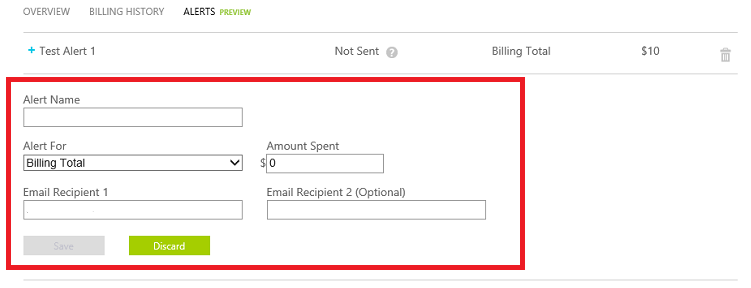 OVERVIEW BILLING HISTORY ALERTS PREVIEW
+ Test Alert 1 Not Sent ? Billing Total $10
Alert Name
Alert For Amount Spent
Billing Total $ 0
Email Recipient 1 Email Recipient 2 (Optional)
Save Discard